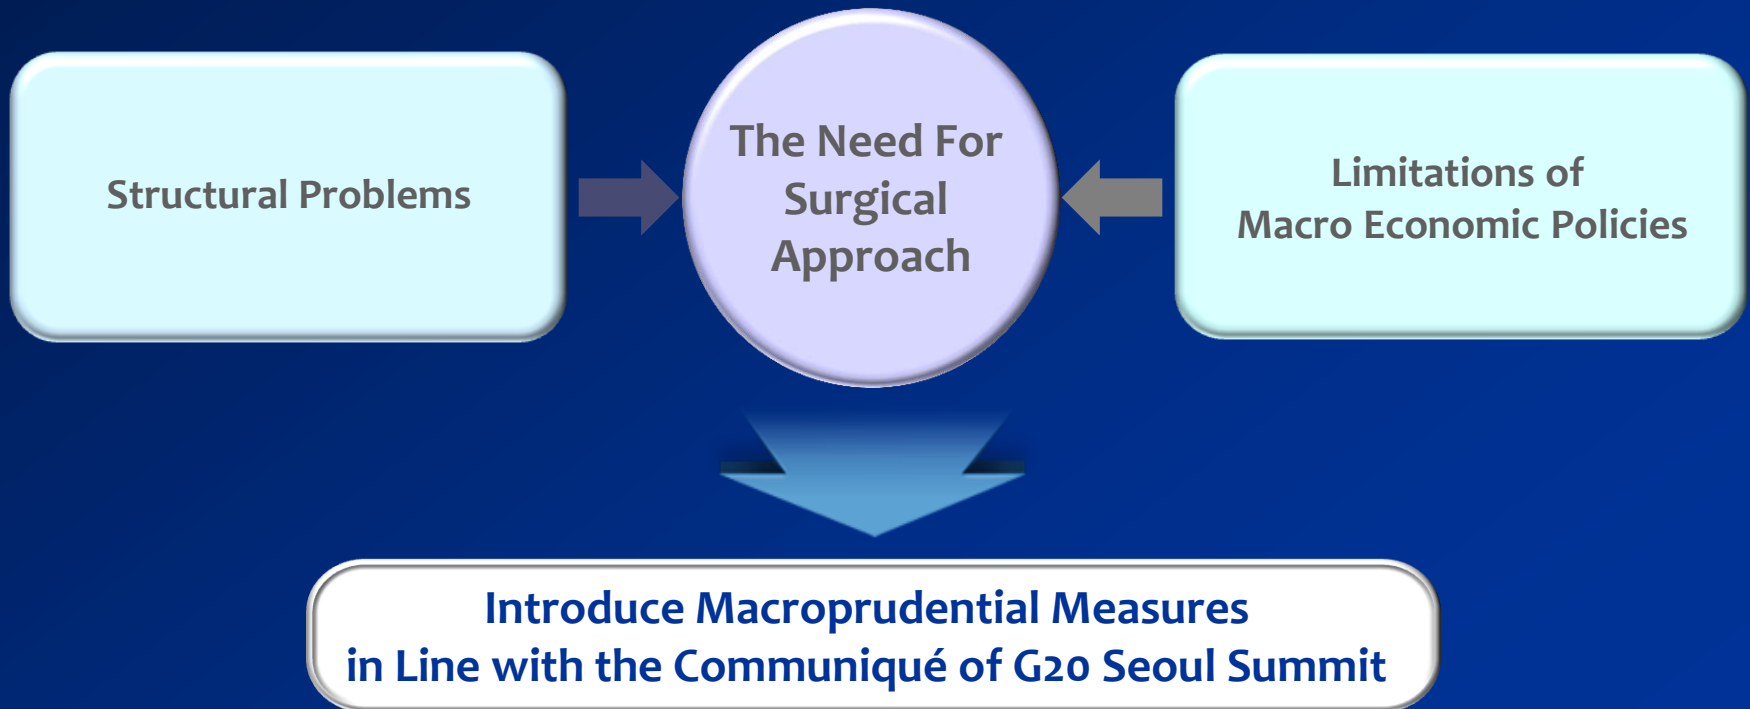 Structural Problems
The Need For
Surgical
Approach
Limitations of
Macro Economic Policies
Introduce Macroprudential Measures
in Line with the Communiqué of G20 Seoul Summit